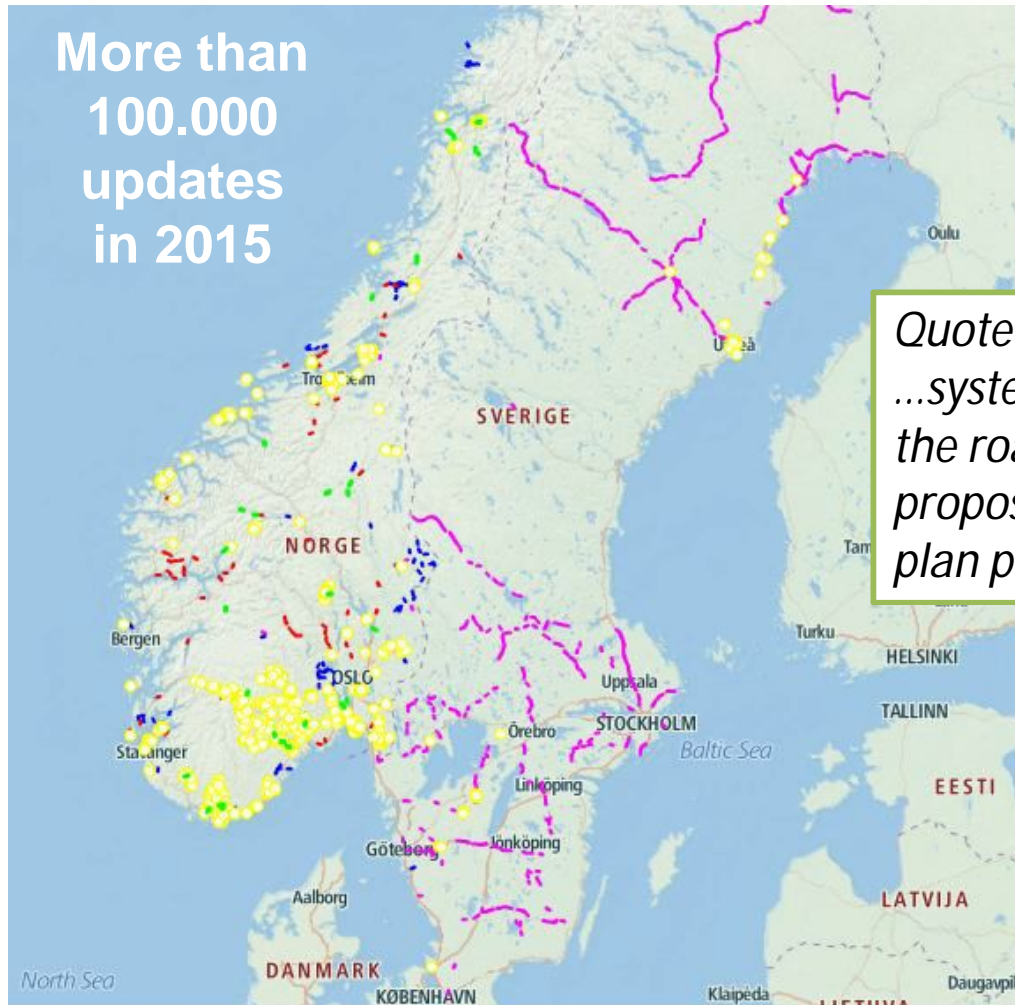 More than
100.000
updates
in 2015
Oulu
Quote
...syste
the roa
propos
plan p
SVERIGE
NORGE
Bergen
Turku
HELSINKI
OSLO
Uppsala
TALLINN
STOCKHOLM
Örebro
Baltic Sea
EESTI
Linköping
Göteborg
Jönköping
Aalborg
LATVIJA
North Sea
DANMARK
KØBENHAVN
Klaipėda
Daugavpil